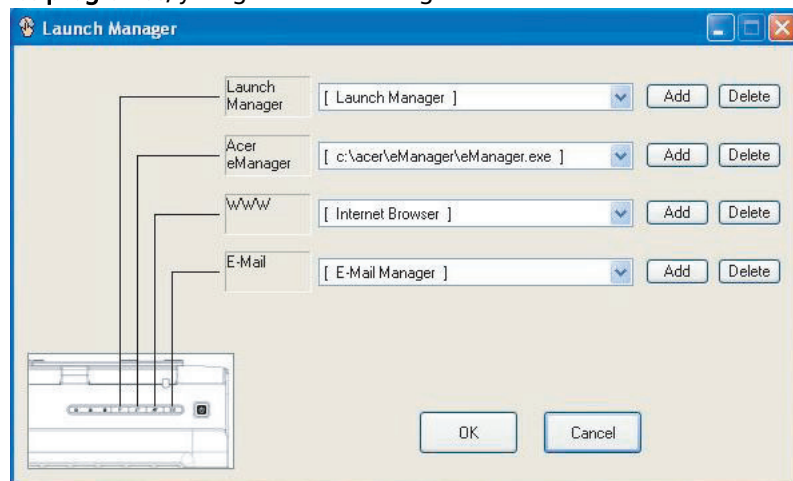 Launch Manager
Launch
Manager
[ Launch Manager ]
Add
Delete
Acer
eManager
[ c:\acer\eManager\eManager.exe ]
Add
Delete
WWW
[ Internet Browser ]
Add
Delete
E-Mail
[ E-Mail Manager ]
Add
Delete
OK
Cancel